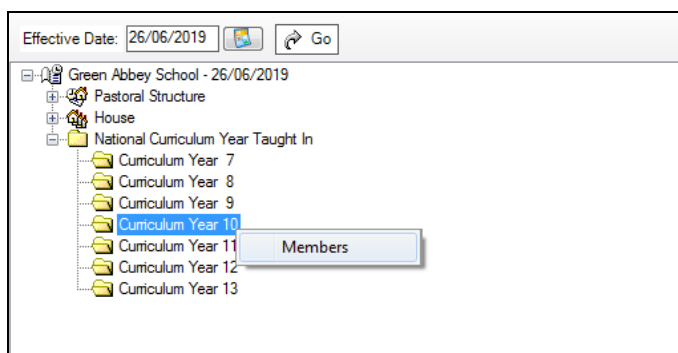 Effective Date: 26/06/2019 Go
Green Abbey School - 26/06/2019
Pastoral Structure
House
National Curriculum Year Taught In
Curriculum Year 7
Curriculum Year 8
Curriculum Year 9
Curriculum Year 10
Members
Curriculum Year 11
Curriculum Year 12
Curriculum Year 13